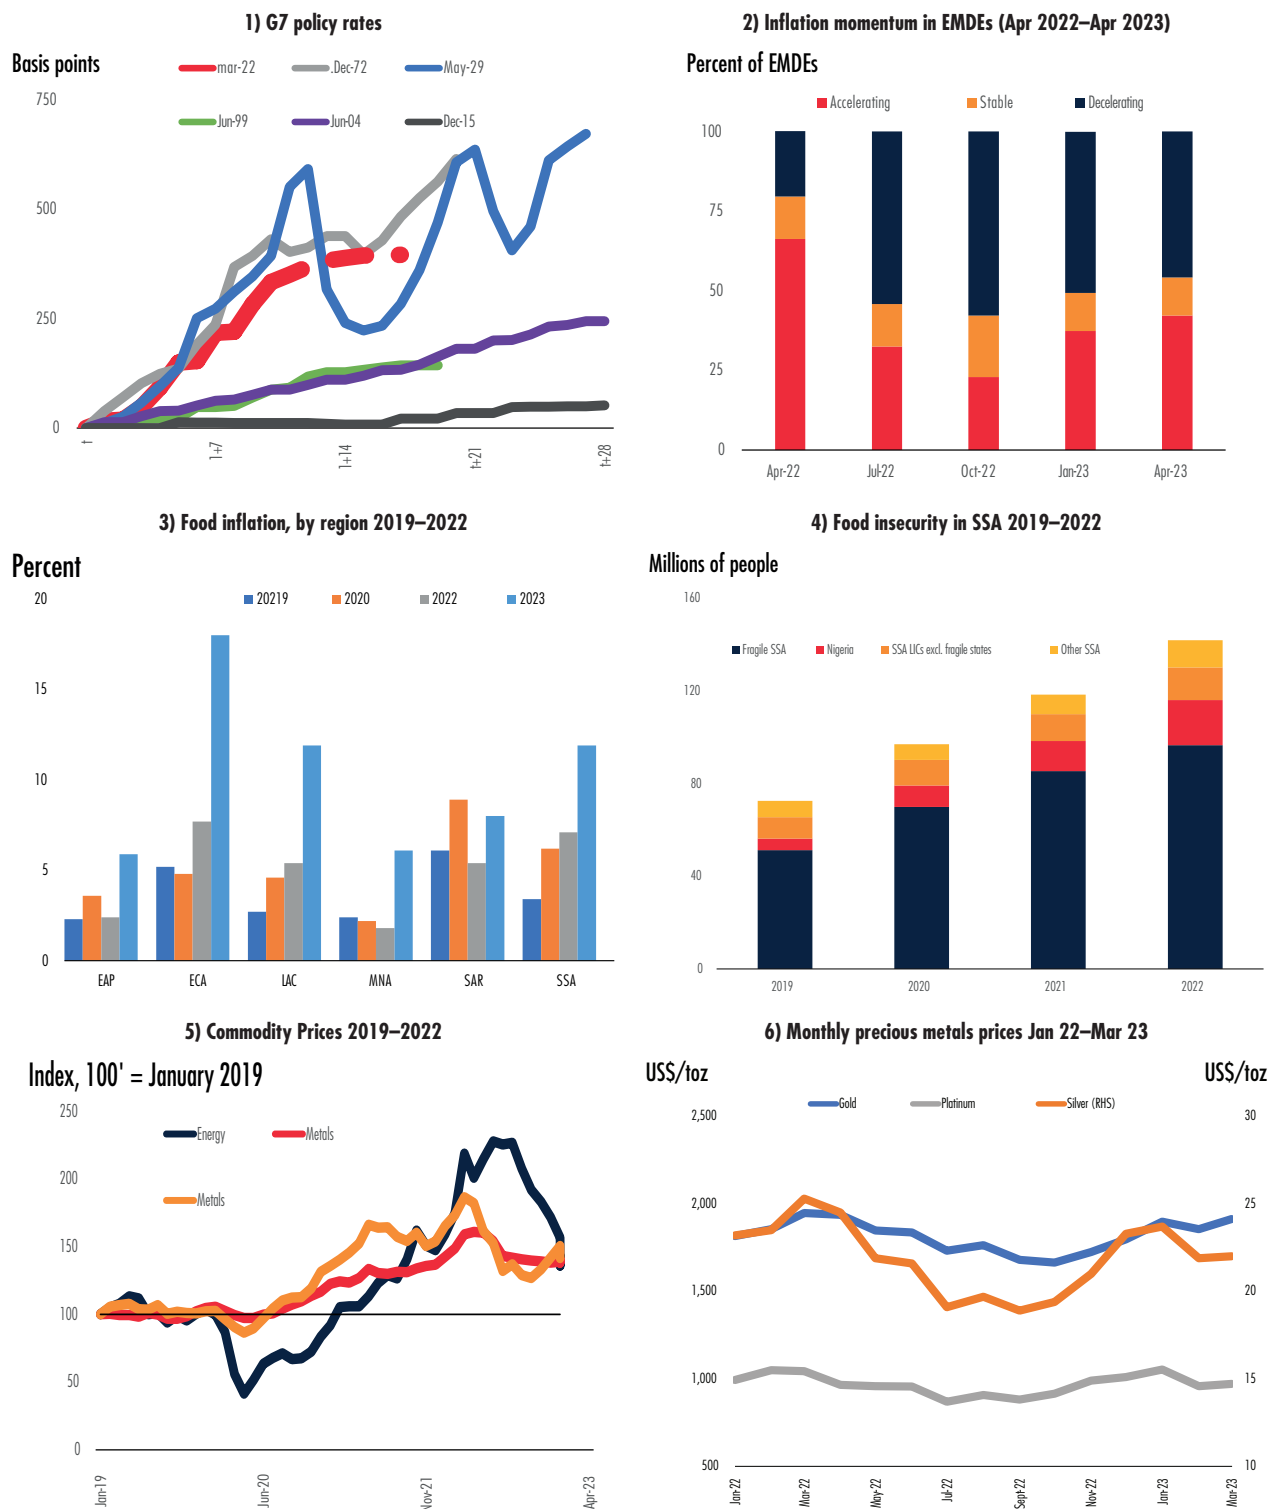 1) G7 policy rates
Basis points
mar-22 .Dec-72 May-29
Jun-99 Jun-04 Dec-15
750
500
250
0
t 1+7 1+14 t+21 t+28
2) Inflation momentum in EMDEs (Apr 2022–Apr 2023)
Percent of EMDEs
Accelerating Stable Decelerating
100
75
50
25
0
Apr-22 Jul-22 Oct-22 Jan-23 Apr-23
3) Food inflation, by region 2019–2022
Percent
20219 2020 2022 2023
20
15
10
5
0
EAP ECA LAC MNA SAR SSA
4) Food insecurity in SSA 2019–2022
Millions of people
160
Fragile SSA Nigeria SSA LICs excl. fragile states Other SSA
120
80
40
0
2019 2020 2021 2022
5) Commodity Prices 2019–2022
Index, 100' = January 2019
250
Energy Metals
200
Metals
150
100
50
0
Jan-19 Jun-20 Nov-21 Apr-23
6) Monthly precious metals prices Jan 22–Mar 23
US$/toz US$/toz
Gold Platinum Silver (RHS)
2,500 30
2,000 25
1,500 20
1,000 15
500 10
Jan-22 Mar-22 May-22 Jul-22 Sept-22 Nov-22 Jan-23 Mar-23